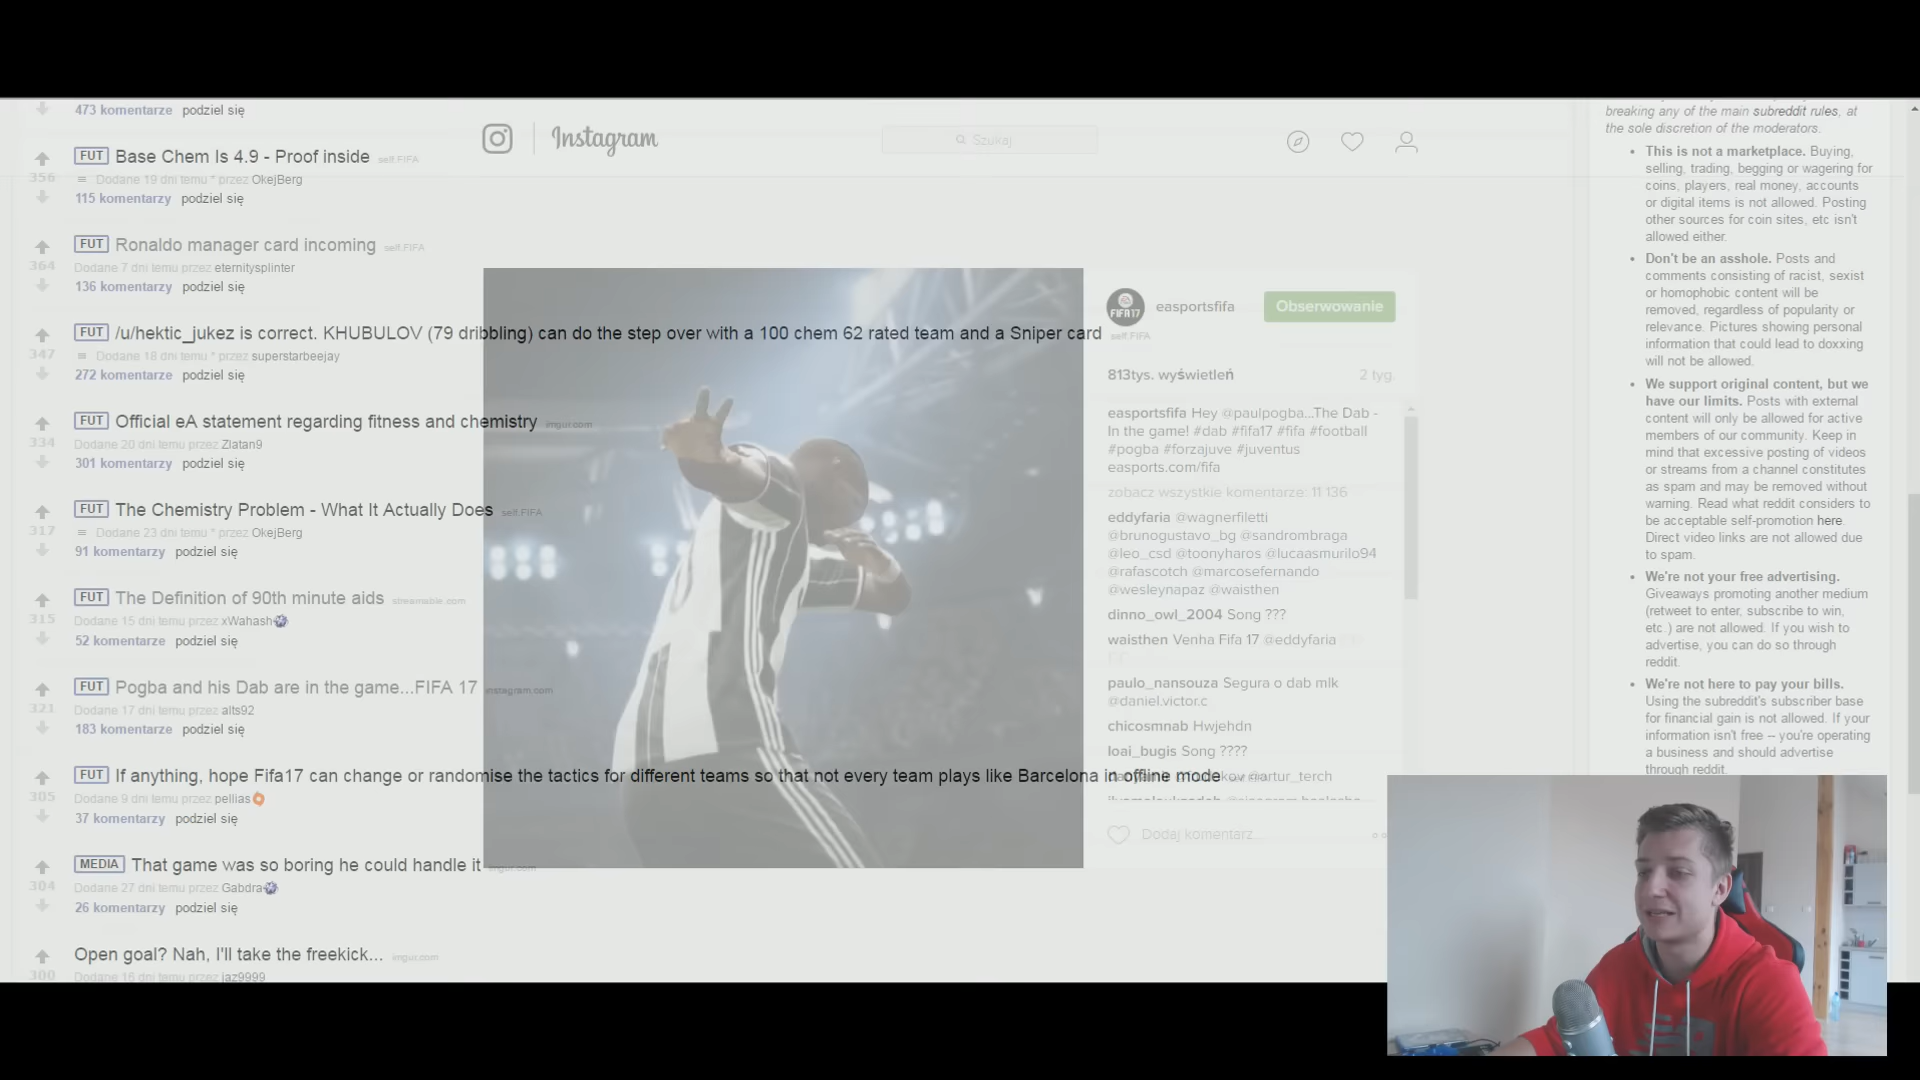 473 komentarze podziel się
356
FUT Base Chem Is 4.9 - Proof inside self.FIFA
Dodane 19 dni temu * przez OkejBerg
115 komentarzy podziel się
364
FUT Ronaldo manager card incoming self.FIFA
Dodane 7 dni temu przez eternitysplinter
136 komentarzy podziel się
347
FUT /u/hektic_jukez is correct. KHUBULOV (79 dribbling) can do the step over with a 100 chem 62 rated team and a Sniper card self.FIFA
Dodane 18 dni temu * przez superstarbeejay
272 komentarze podziel się
334
FUT Official eA statement regarding fitness and chemistry imgur.com
Dodane 20 dni temu przez Zlatan9
301 komentarzy podziel się
317
FUT The Chemistry Problem - What It Actually Does self.FIFA
Dodane 23 dni temu * przez OkejBerg
91 komentarzy podziel się
315
FUT The Definition of 90th minute aids streamable.com
Dodane 15 dni temu przez xWahash
52 komentarze podziel się
321
FUT Pogba and his Dab are in the game...FIFA 17 instagram.com
Dodane 17 dni temu przez alts92
183 komentarze podziel się
305
FUT If anything, hope Fifa17 can change or randomise the tactics for different teams so that not every team plays like Barcelona in offline mode
Dodane 9 dni temu przez pellias
37 komentarzy podziel się
304
MEDIA That game was so boring he could handle it imgur.com
Dodane 27 dni temu przez Gabdra
26 komentarzy podziel się
300
Open goal? Nah, I'll take the freekick... imgur.com
Dodane 18 dni temu przez jaz9999
Instagram
Szukaj
FIFA17
easportsfifa Obserwowanie
813tys. wyświetleń 2 tyg.
easportsfifa Hey @paulpogba...The Dab -
In the game! #dab #fifa17 #fifa #football
#pogba #forzajuve #juventus
easports.com/fifa
zobacz wszystkie komentarze: 11 136
eddyfaria @wagnerfiletti
@brunogustavo_bg @sandrombraga
@leo_csd @toonyharos @lucaasmurilo94
@rafascotch @marcosefernando
@wesleynapaz @waisthen
dinno_owl_2004 Song ???
waisthen Venha Fifa 17 @eddyfaria
paulo_nansouza Segura o dab mlk
@daniel.victor.c
chicosmnab Hwjehdn
loai_bugis Song ????
@artur_terch
Dodaj komentarz...
breaking any of the main subreddit rules, at
the sole discretion of the moderators.
This is not a marketplace. Buying,
selling, trading, begging or wagering for
coins, players, real money, accounts
or digital items is not allowed. Posting
other sources for coin sites, etc isn't
allowed either.
Don't be an asshole. Posts and
comments consisting of racist, sexist
or homophobic content will be
removed, regardless of popularity or
relevance. Pictures showing personal
information that could lead to doxxing
will not be allowed.
We support original content, but we
have our limits. Posts with external
content will only be allowed for active
members of our community. Keep in
mind that excessive posting of videos
or streams from a channel constitutes
as spam and may be removed without
warning. Read what reddit considers to
be acceptable self-promotion here.
Direct video links are not allowed due
to spam.
We're not your free advertising.
Giveaways promoting another medium
(retweet to enter, subscribe to win,
etc.) are not allowed. If you wish to
advertise, you can do so through
reddit.
We're not here to pay your bills.
Using the subreddit's subscriber base
for financial gain is not allowed. If your
information isn't free – you're operating
a business and should advertise
through reddit.